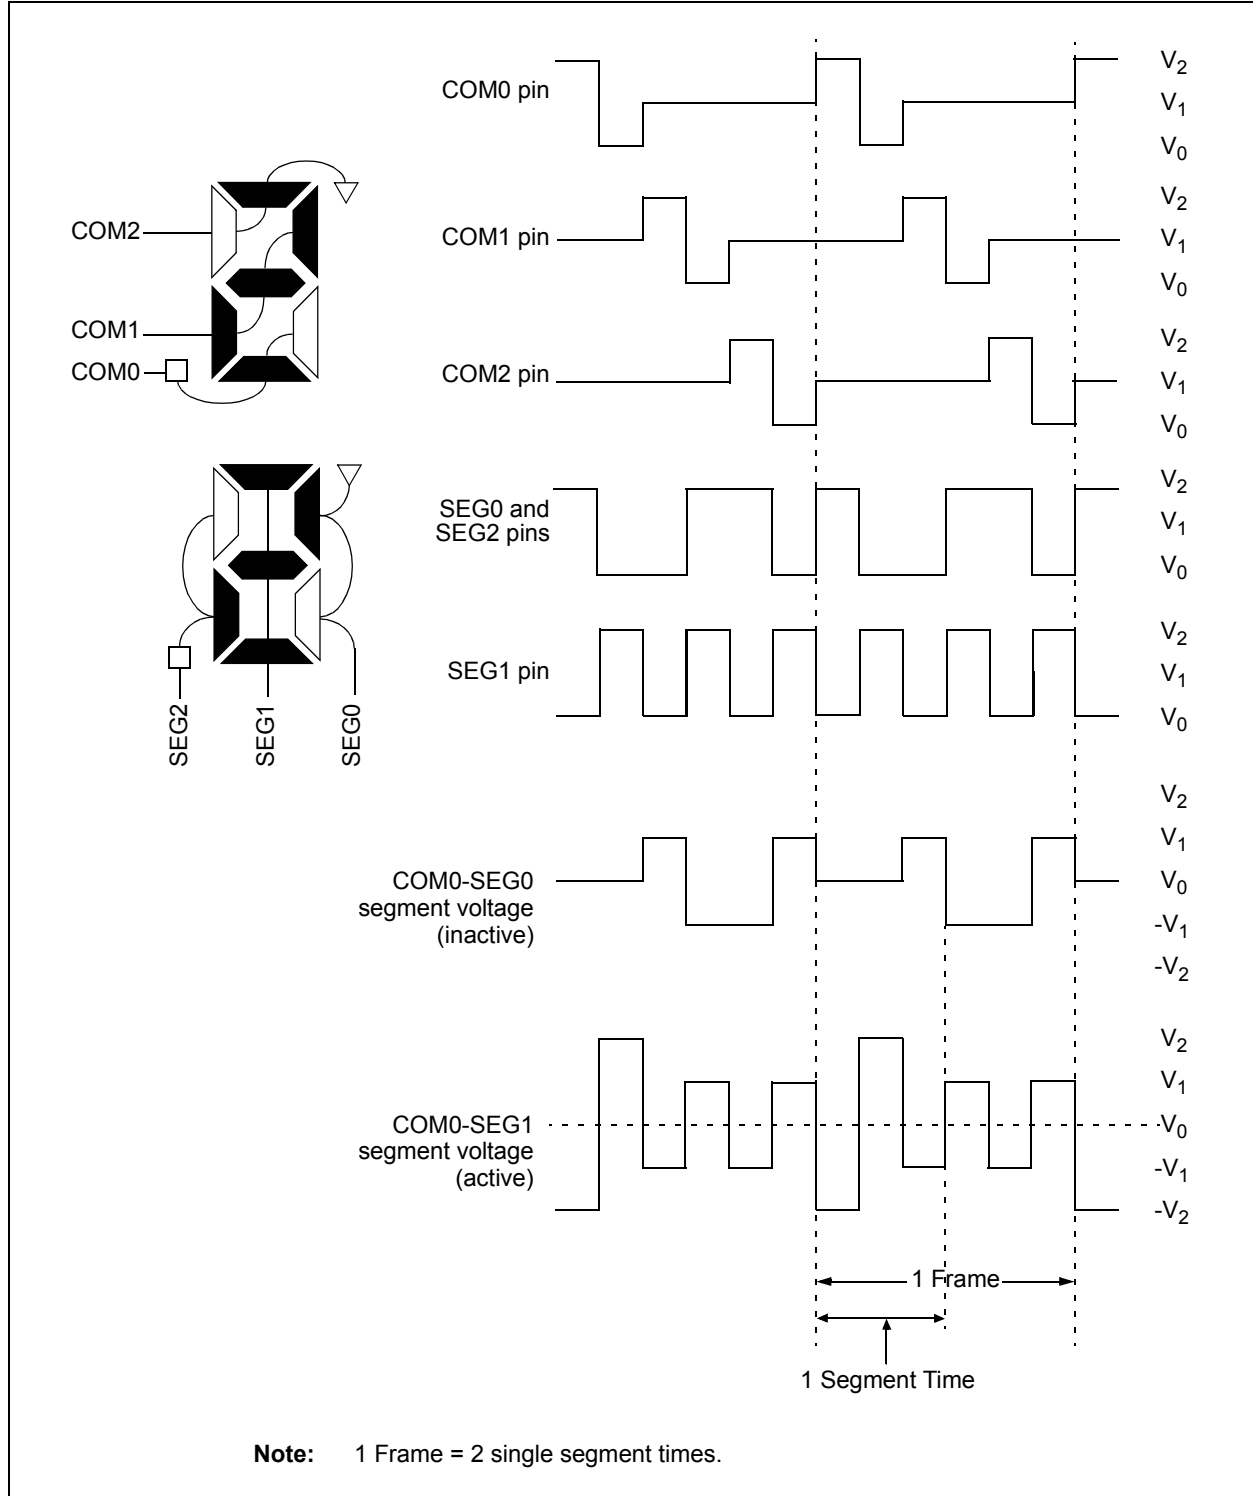 COM0 pin
V2
V1
V0
COM2
COM1
COM0
COM1 pin
V2
V1
V0
COM2 pin
V2
V1
V0
SEG0 and
SEG2 pins
V2
V1
V0
SEG1 pin
V2
V1
V0
SEG2
SEG1
SEG0
COM0-SEG0
segment voltage
(inactive)
V2
V1
V0
-V1
-V2
COM0-SEG1
segment voltage
(active)
V2
V1
V0
-V1
-V2
1 Frame
1 Segment Time
Note: 1 Frame = 2 single segment times.